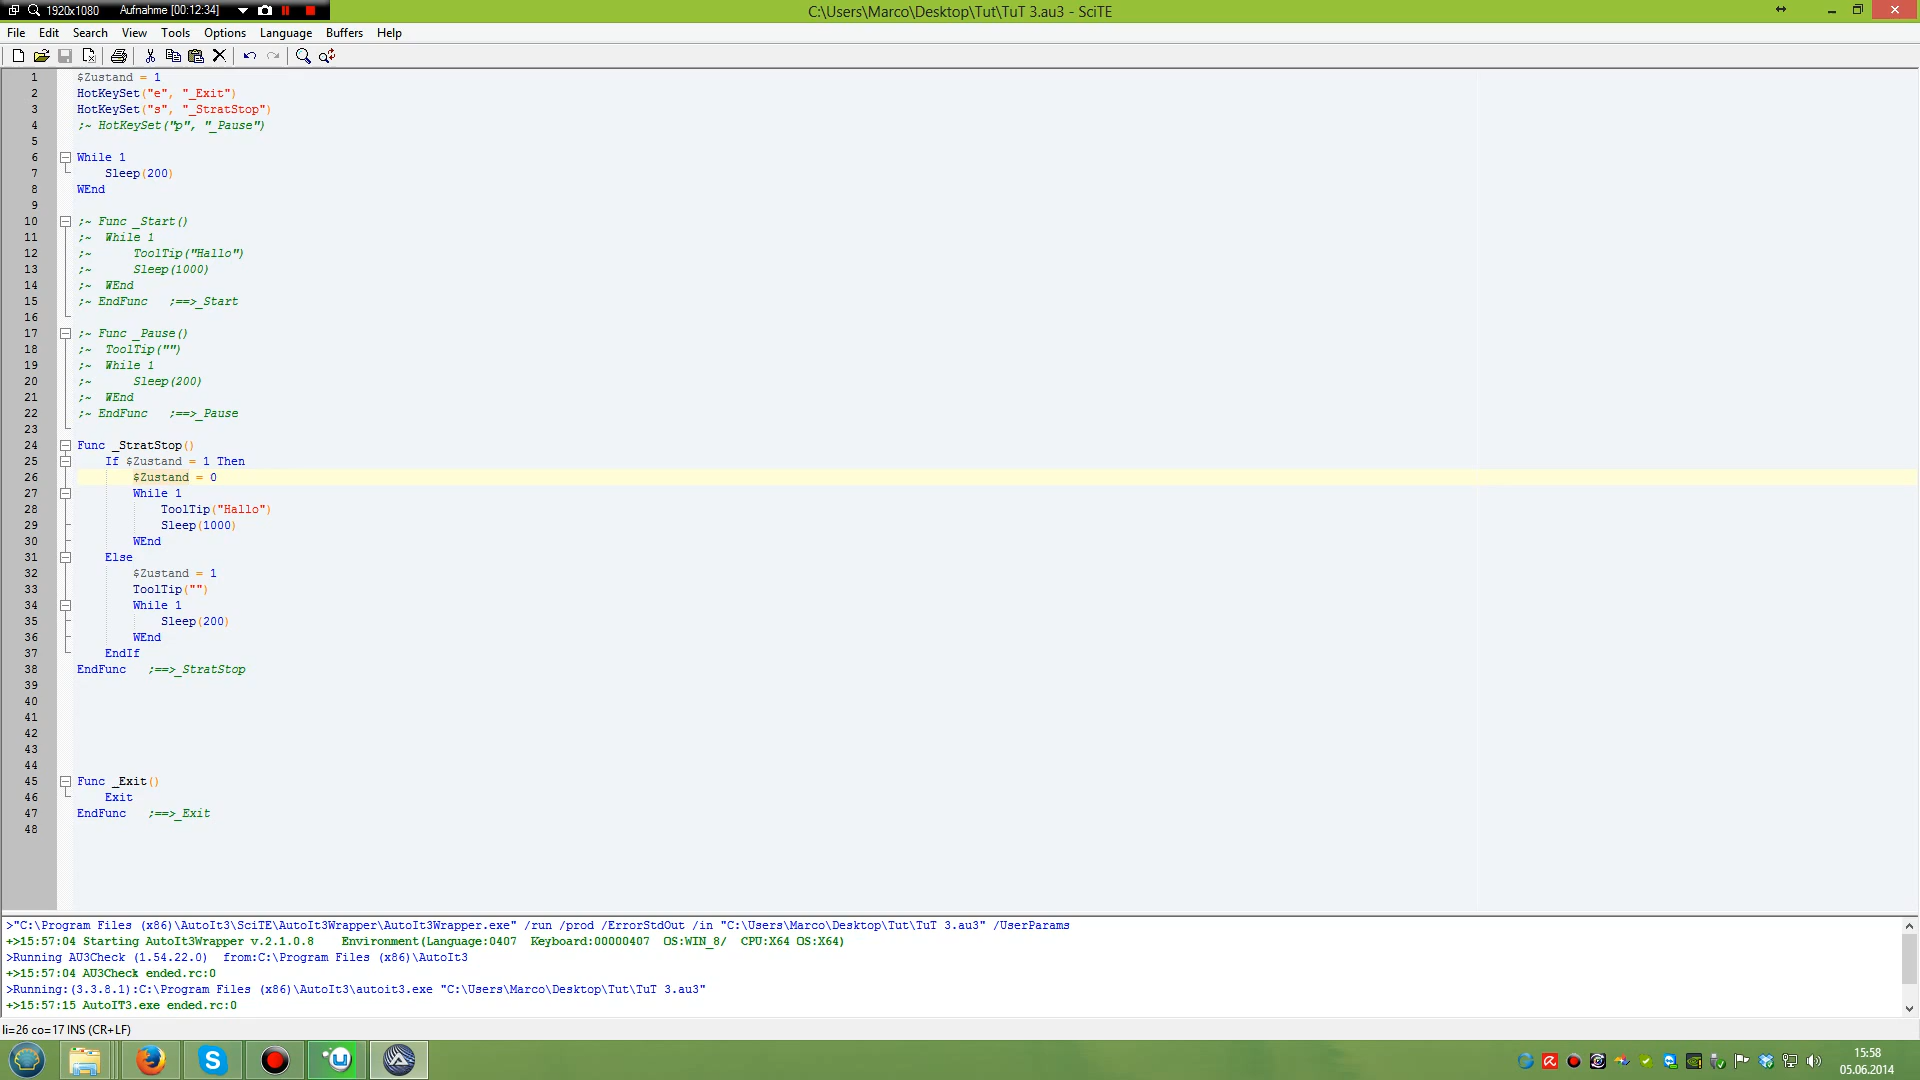 1920x1080 Aufnahme [00:12:34] C:\Users\Marco\Desktop\Tut\TuT 3.au3 - SciTE
File Edit Search View Tools Options Language Buffers Help
1 $Zustand = 1
2 HotKeySet("e", "_Exit")
3 HotKeySet("s", "_StratStop")
4 ;~ HotKeySet("p", "_Pause")
5
6 While 1
7 Sleep(200)
8 WEnd
9
10 ;~ Func _Start()
11 ;~ While 1
12 ;~ ToolTip("Hallo")
13 ;~ Sleep(1000)
14 ;~ WEnd
15 ;~ EndFunc ;==>_Start
16
17 ;~ Func _Pause()
18 ;~ ToolTip("")
19 ;~ While 1
20 ;~ Sleep(200)
21 ;~ WEnd
22 ;~ EndFunc ;==>_Pause
23
24 Func _StratStop()
25 If $Zustand = 1 Then
26 $Zustand = 0
27 While 1
28 ToolTip("Hallo")
29 Sleep(1000)
30 WEnd
31 Else
32 $Zustand = 1
33 ToolTip("")
34 While 1
35 Sleep(200)
36 WEnd
37 EndIf
38 EndFunc ;==>_StratStop
39
40
41
42
43
44
45 Func _Exit()
46 Exit
47 EndFunc ;==>_Exit
48
>"C:\Program Files (x86)\AutoIt3\SciTE\AutoIt3Wrapper\AutoIt3Wrapper.exe" /run /prod /ErrorStdOut /in "C:\Users\Marco\Desktop\Tut\TuT 3.au3" /UserParams
+>15:57:04 Starting AutoIt3Wrapper v.2.1.0.8 Environment(Language:0407 Keyboard:00000407 OS:WIN_8/ CPU:X64 OS:X64)
>Running AU3Check (1.54.22.0) from:C:\Program Files (x86)\AutoIt3
+>15:57:04 AU3Check ended.rc:0
>Running:(3.3.8.1):C:\Program Files (x86)\AutoIt3\autoit3.exe "C:\Users\Marco\Desktop\Tut\TuT 3.au3"
+>15:57:15 AutoIT3.exe ended.rc:0
li=26 co=17 INS (CR+LF)
15:58
05.06.2014